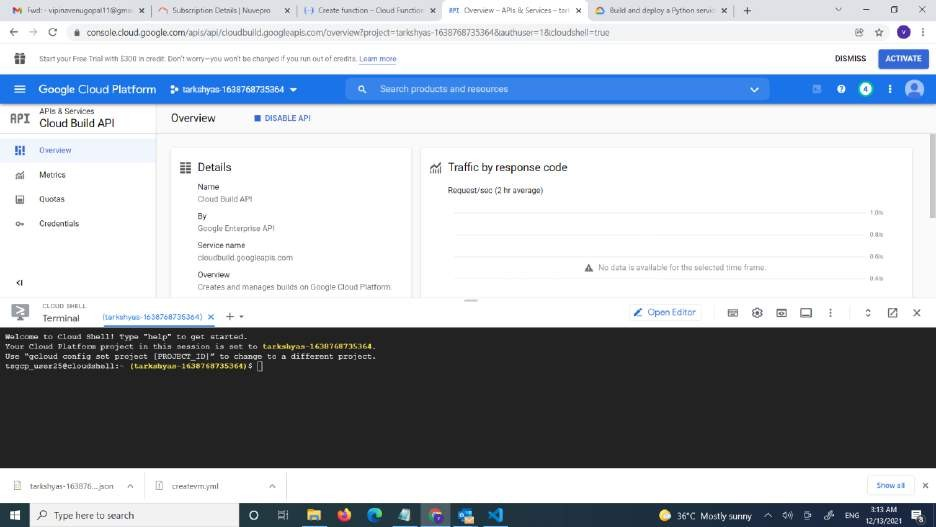 Fwd: - vipinavenugopal11@gma
Subscription Details | Nuvepro
Create function – Cloud Function
API Overview – APIs & Services – tark
Build and deploy a Python servic
console.cloud.google.com/apis/api/cloudbuild.googleapis.com/overview?project=tarkshyas-1638768735364&authuser=1&cloudshell=true
V
Start your Free Trial with $300 in credit. Don't worry—you won't be charged if you run out of credits. Learn more
DISMISS
ACTIVATE
Google Cloud Platform
tarkshyas-1638768735364
Search products and resources
4
API
APIs & Services
Cloud Build API
Overview
DISABLE API
Overview
Metrics
Quotas
Credentials
Details
Name
Cloud Build API
By
Google Enterprise API
Service name
cloudbuild.googleapis.com
Overview
Creates and manages builds on Google Cloud Platform.
Traffic by response code
Request/sec (2 hr average)
1.0/s
0.8/s
0.6/s
No data is available for the selected time frame.
0.4/s
CLOUD SHELL
Terminal
(tarkshyas-1638768735364)
Open Editor
Welcome to Cloud Shell! Type "help" to get started.
Your Cloud Platform project in this session is set to tarkshyas-1638768735364.
Use "gcloud config set project [PROJECT_ID]" to change to a different project.
tsgcp_user25@cloudshell:~ (tarkshyas-1638768735364)$
tarkshyas-163876....json
createvm.yml
Show all
Type here to search
36°C Mostly sunny
ENG
3:13 AM
12/13/2021
8